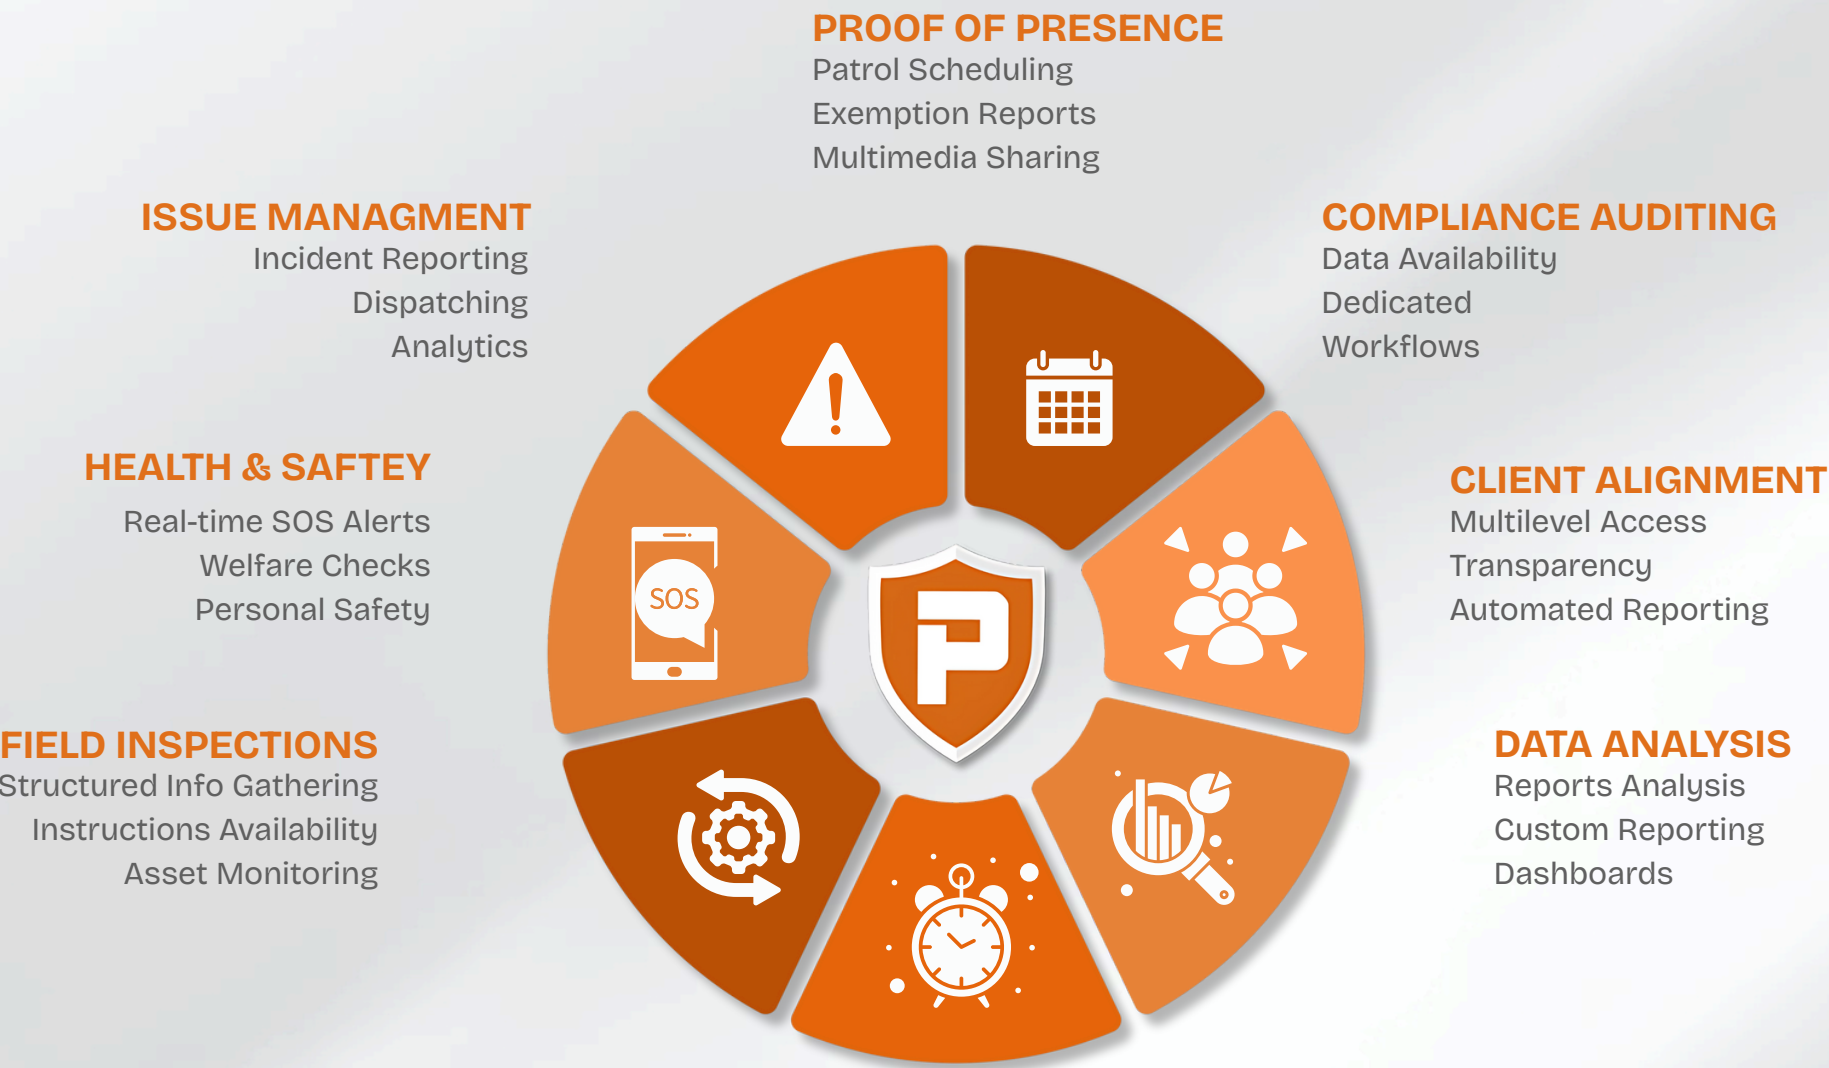 PROOF OF PRESENCE
Patrol Scheduling
Exemption Reports
Multimedia Sharing
ISSUE MANAGMENT
Incident Reporting
Dispatching
Analytics
COMPLIANCE AUDITING
Data Availability
Dedicated
Workflows
HEALTH & SAFTEY
Real-time SOS Alerts
Welfare Checks
Personal Safety
SOS
P
CLIENT ALIGNMENT
Multilevel Access
Transparency
Automated Reporting
FIELD INSPECTIONS
Structured Info Gathering
Instructions Availability
Asset Monitoring
DATA ANALYSIS
Reports Analysis
Custom Reporting
Dashboards